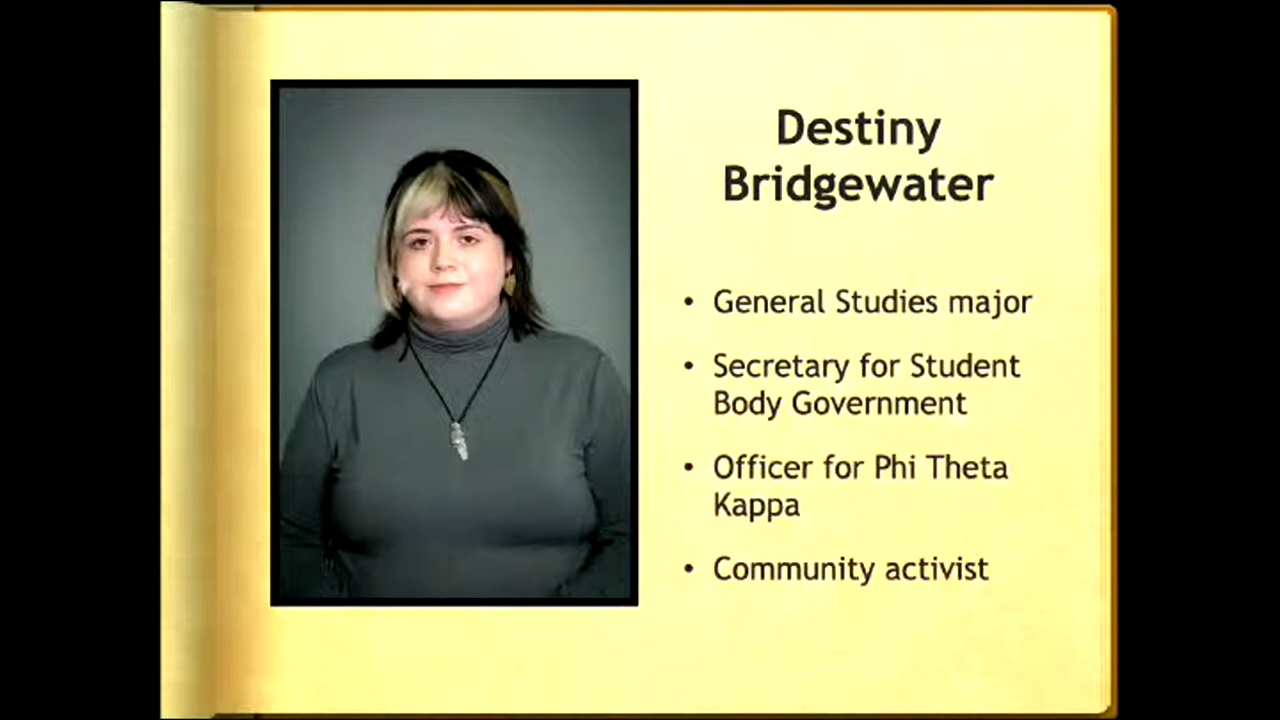 Destiny
Bridgewater
• General Studies major
• Secretary for Student
Body Government
• Officer for Phi Theta
Kappa
• Community activist